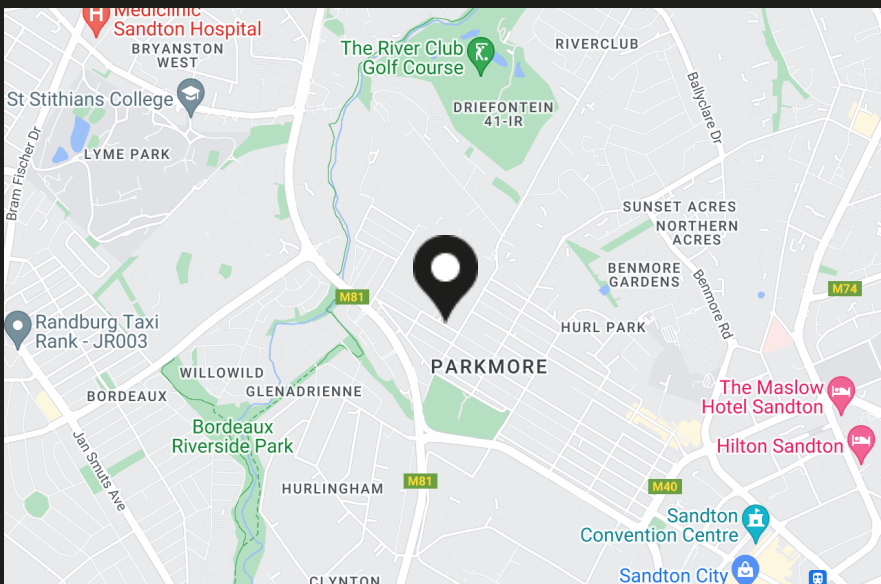 Mediclinic
Sandton Hospital
H
BRYANSTON
WEST
The River Club
Golf Course
RIVERCLUB
St Stithians College
DRIEFONTEIN
41-IR
Ballyclare Dr
LYME PARK
Bram Fischer Dr
SUNSET ACRES
NORTHERN
ACRES
BENMORE
GARDENS
Benmore Rd
M74
M81
Randburg Taxi
Rank - JR003
HURL PARK
PARKMORE
WILLOWILD
GLENADRIENNE
BORDEAUX
The Maslow
Hotel Sandton
Bordeaux
Riverside Park
Hilton Sandton
Jan Smuts Ave
HURLINGHAM
M81
M40
Sandton
Convention Centre
Sandton City
CLYNTON